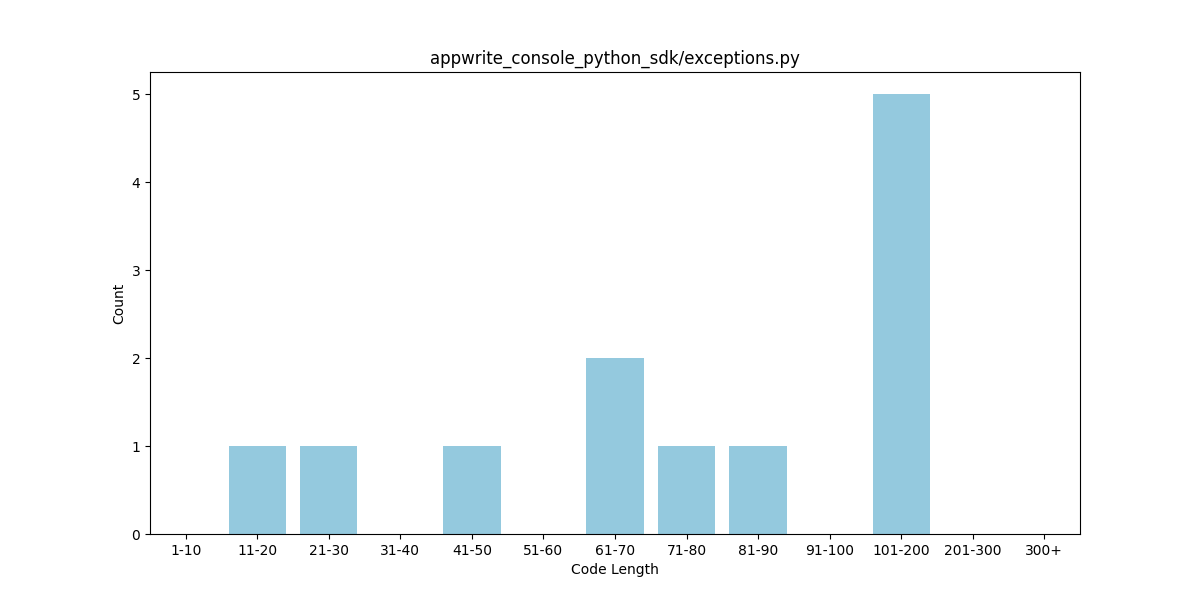 appwrite_console_python_sdk/exceptions.py
5
4
3
2
1
0
Count
1-10 11-20 21-30 31-40 41-50 51-60 61-70 71-80 81-90 91-100 101-200 201-300 300+
Code Length